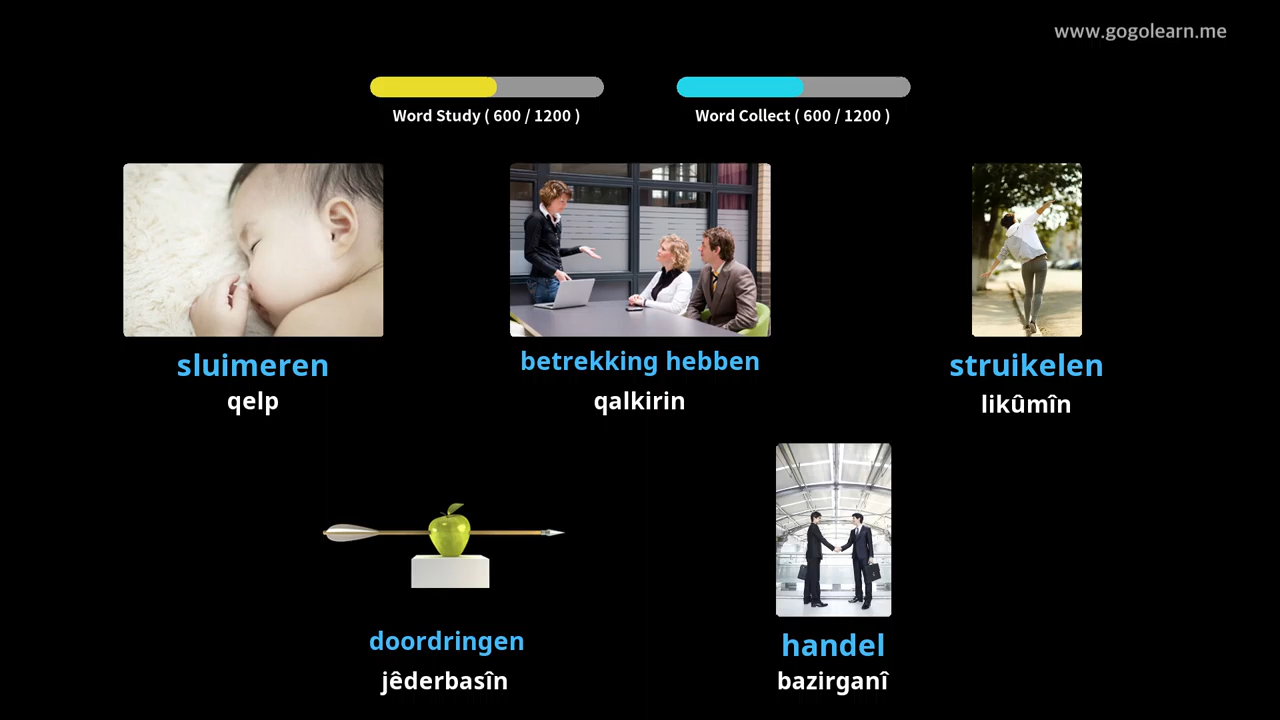 www.gogolearn.me
Word Study ( 600 / 1200 )
Word Collect ( 600 / 1200 )
sluimeren
qelp
betrekking hebben
qalkirin
struikelen
likûmîn
doordringen
jêderbasîn
handel
bazirganî